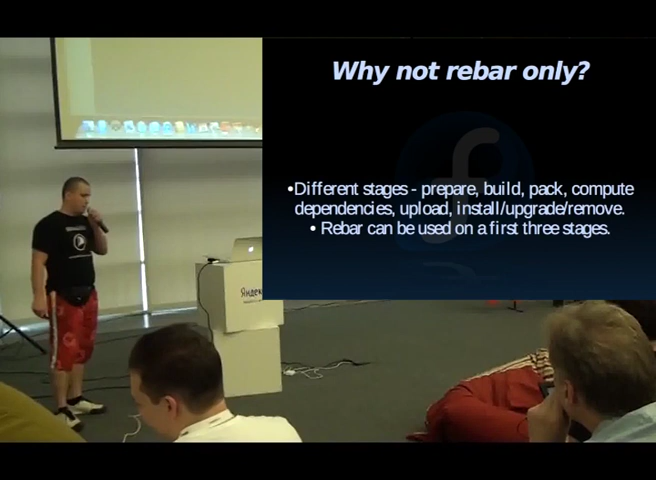 Why not rebar only?
•Different stages - prepare, build, pack, compute
dependencies, upload, install/upgrade/remove.
• Rebar can be used on a first three stages.
Яндекс